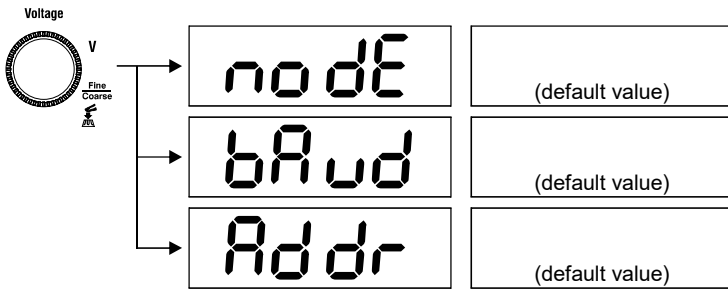 Voltage
V
Fine
Coarse
nodE
(default value)
bAud
(default value)
Addr
(default value)